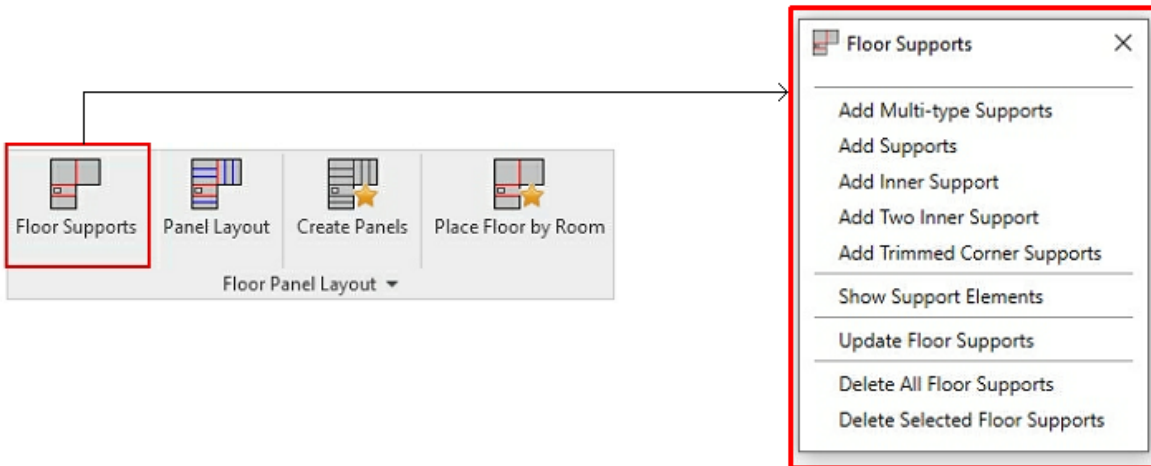 Floor Supports
Panel Layout
Create Panels
Place Floor by Room
Floor Panel Layout
Floor Supports
Add Multi-type Supports
Add Supports
Add Inner Support
Add Two Inner Support
Add Trimmed Corner Supports
Show Support Elements
Update Floor Supports
Delete All Floor Supports
Delete Selected Floor Supports